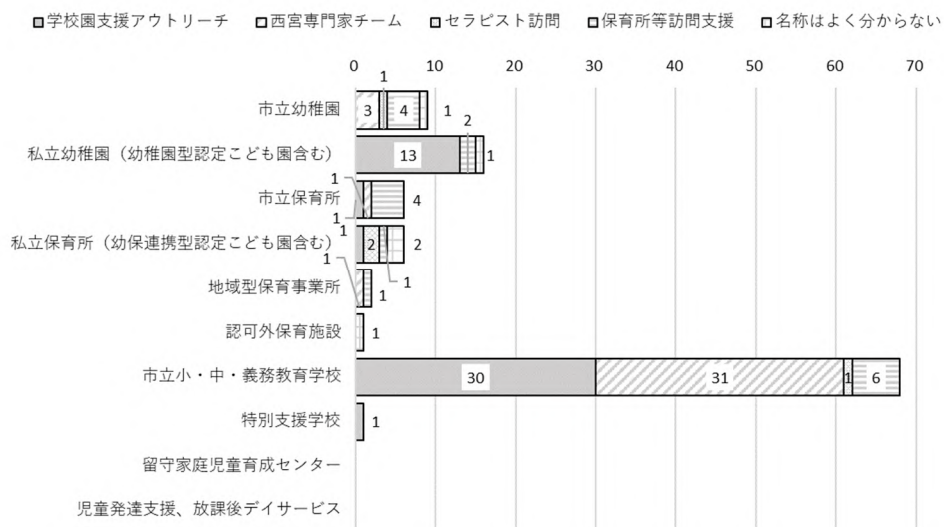 学校園支援アウトリーチ 西宮専門家チーム セラピスト訪問 保育所等訪問支援 名称はよく分からない
0 10 20 30 40 50 60 70
1
市立幼稚園 3 4 1
2
私立幼稚園（幼稚園型認定こども園含む） 13 1
1
市立保育所 4
1
私立保育所（幼保連携型認定こども園含む） 1 2 2
1
1
地域型保育事業所 1
認可外保育施設 1
市立小・中・義務教育学校 30 31 1 6
特別支援学校 1
留守家庭児童育成センター
児童発達支援、放課後デイサービス